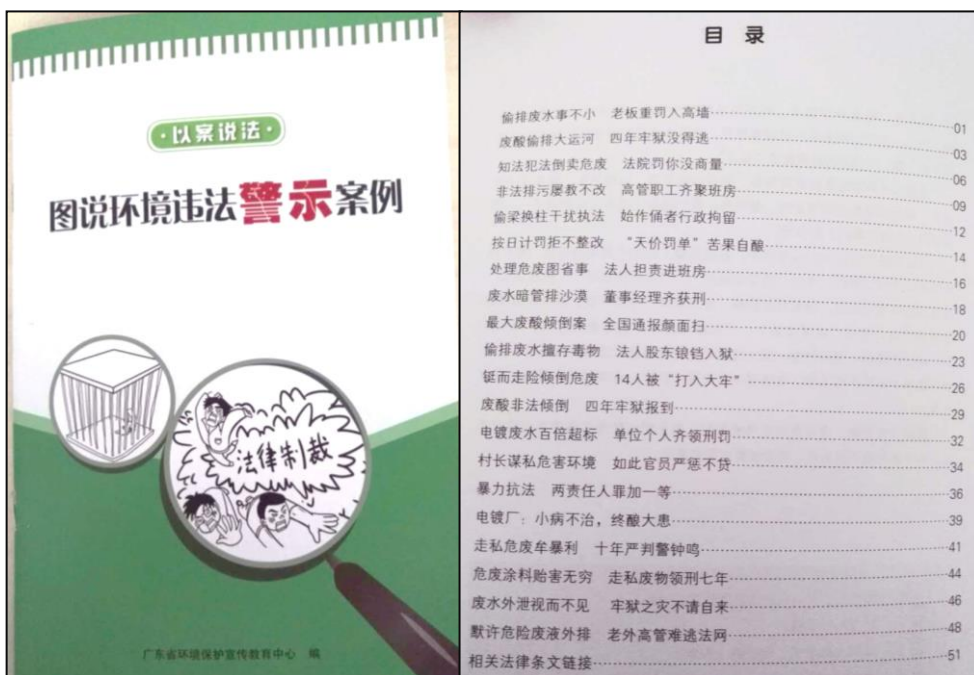 ·以案说法·
图说环境违法警示案例
法律制裁
广东省环境保护宣传教育中心 编
目 录
偷排废水事不小 老板重罚入高墙 01
废酸偷排大运河 四年牢狱没得逃 03
知法犯法倒卖危废 法院罚你没商量 06
非法排污屡教不改 高管职工齐聚班房 09
偷梁换柱干扰执法 始作俑者行政拘留 12
按日计罚拒不整改 “天价罚单”苦果自酿 14
处理危废图省事 法人担责进班房 16
废水暗管排沙漠 董事经理齐获刑 18
最大废酸倾倒案 全国通报颜面扫 20
偷排废水擅存毒物 法人股东锒铛入狱 23
铤而走险倾倒危废 14人被“打入大牢” 26
废酸非法倾倒 四年牢狱报到 29
电镀废水百倍超标 单位个人齐领刑罚 32
村长谋私危害环境 如此官员严惩不贷 34
暴力抗法 两责任人罪加一等 36
电镀厂：小病不治，终酿大患 39
走私危废牟暴利 十年严判警钟鸣 41
危废涂料贻害无穷 走私废物领刑七年 44
废水外泄视而不见 牢狱之灾不请自来 46
默许危险废液外排 老外高管难逃法网 48
相关法律条文链接 51